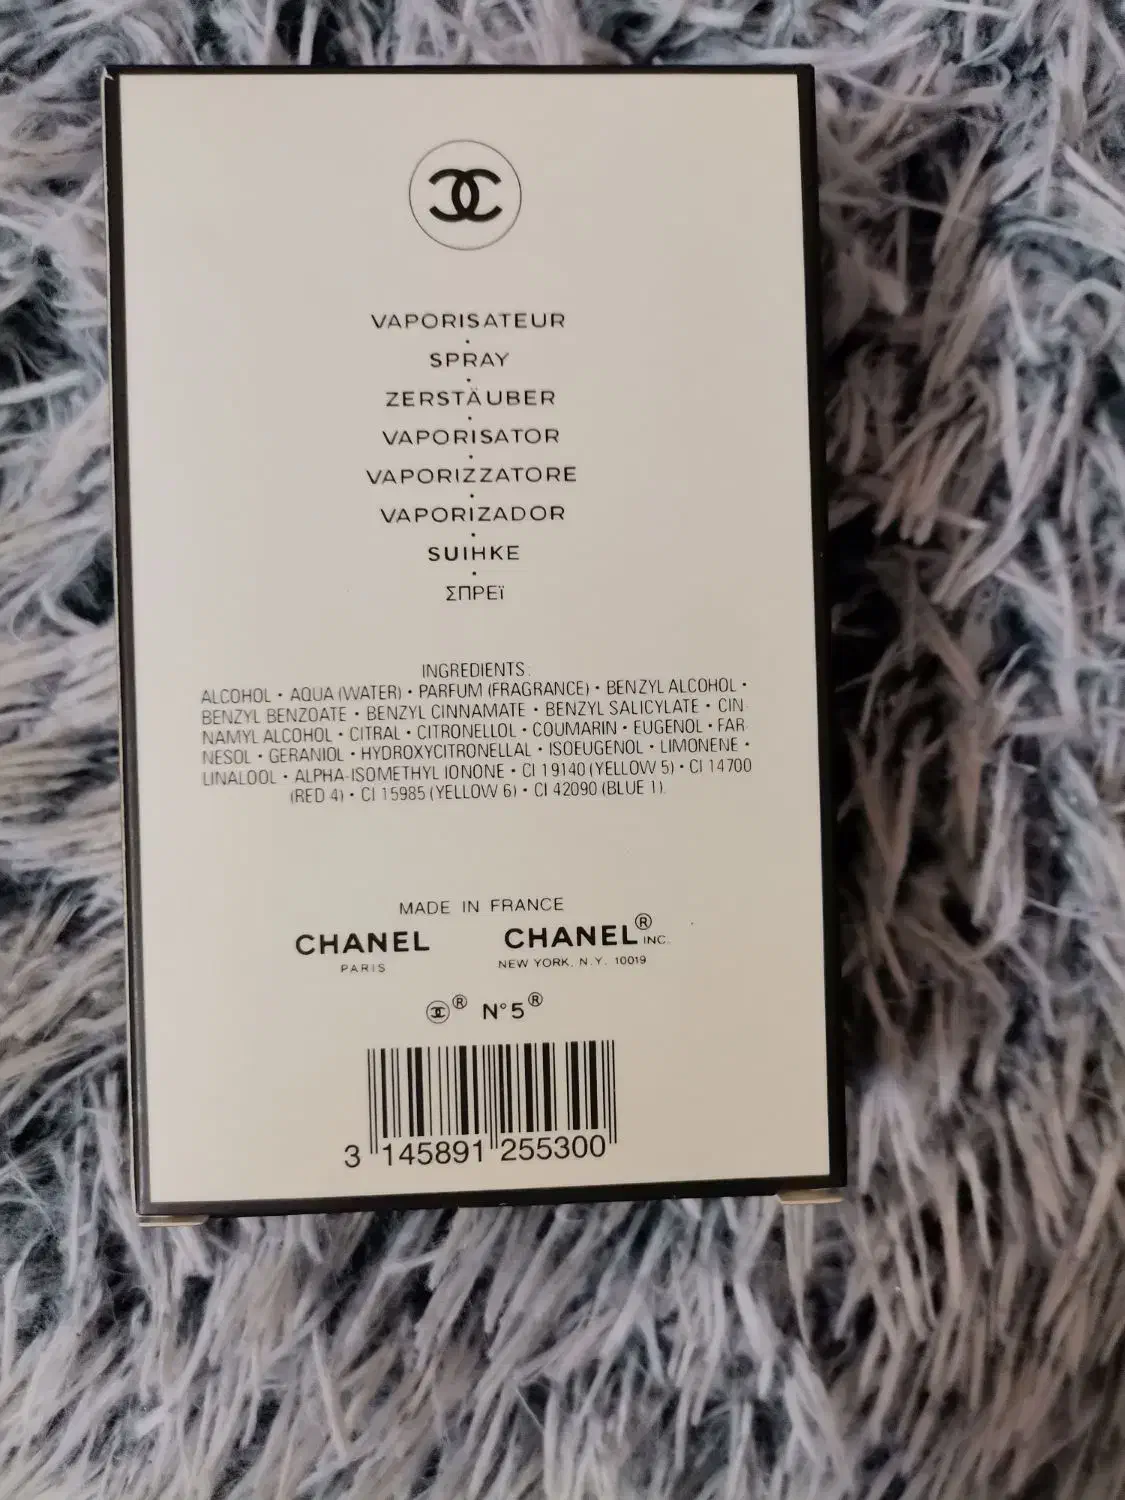 VAPORISATEUR
•
SPRAY
•
ZERSTÄUBER
•
VAPORISATOR
•
VAPORIZZATORE
•
VAPORIZADOR
•
SUIHKE
•
ΣΠΡΕΪ
INGREDIENTS:
ALCOHOL • AQUA (WATER) • PARFUM (FRAGRANCE) • BENZYL ALCOHOL •
BENZYL BENZOATE • BENZYL CINNAMATE • BENZYL SALICYLATE • CIN-
NAMYL ALCOHOL • CITRAL • CITRONELLOL • COUMARIN • EUGENOL • FAR-
NESOL • GERANIOL • HYDROXYCITRONELLAL • ISOEUGENOL • LIMONENE •
LINALOOL • ALPHA-ISOMETHYL IONONE • CI 19140 (YELLOW 5) • CI 14700
(RED 4) • CI 15985 (YELLOW 6) • CI 42090 (BLUE 1).
MADE IN FRANCE
CHANEL CHANEL® INC.
PARIS NEW YORK, N.Y. 10019
® N°5®
3 145891 255300